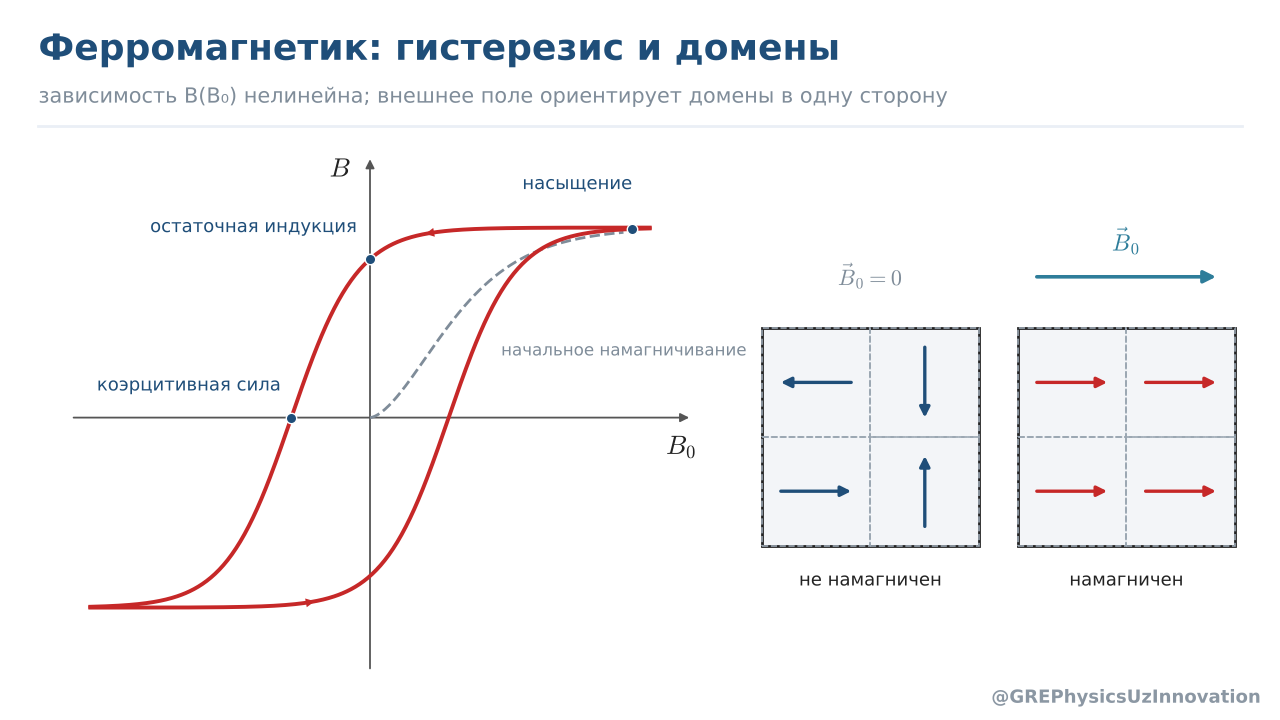 Ферромагнетик: гистерезис и домены
зависимость B(B₀) нелинейна; внешнее поле ориентирует домены в одну сторону
B
насыщение
остаточная индукция
начальное намагничивание
коэрцитивная сила
B₀
B⃗₀ = 0
B⃗₀
не намагничен
намагничен
@GREPhysicsUzInnovation